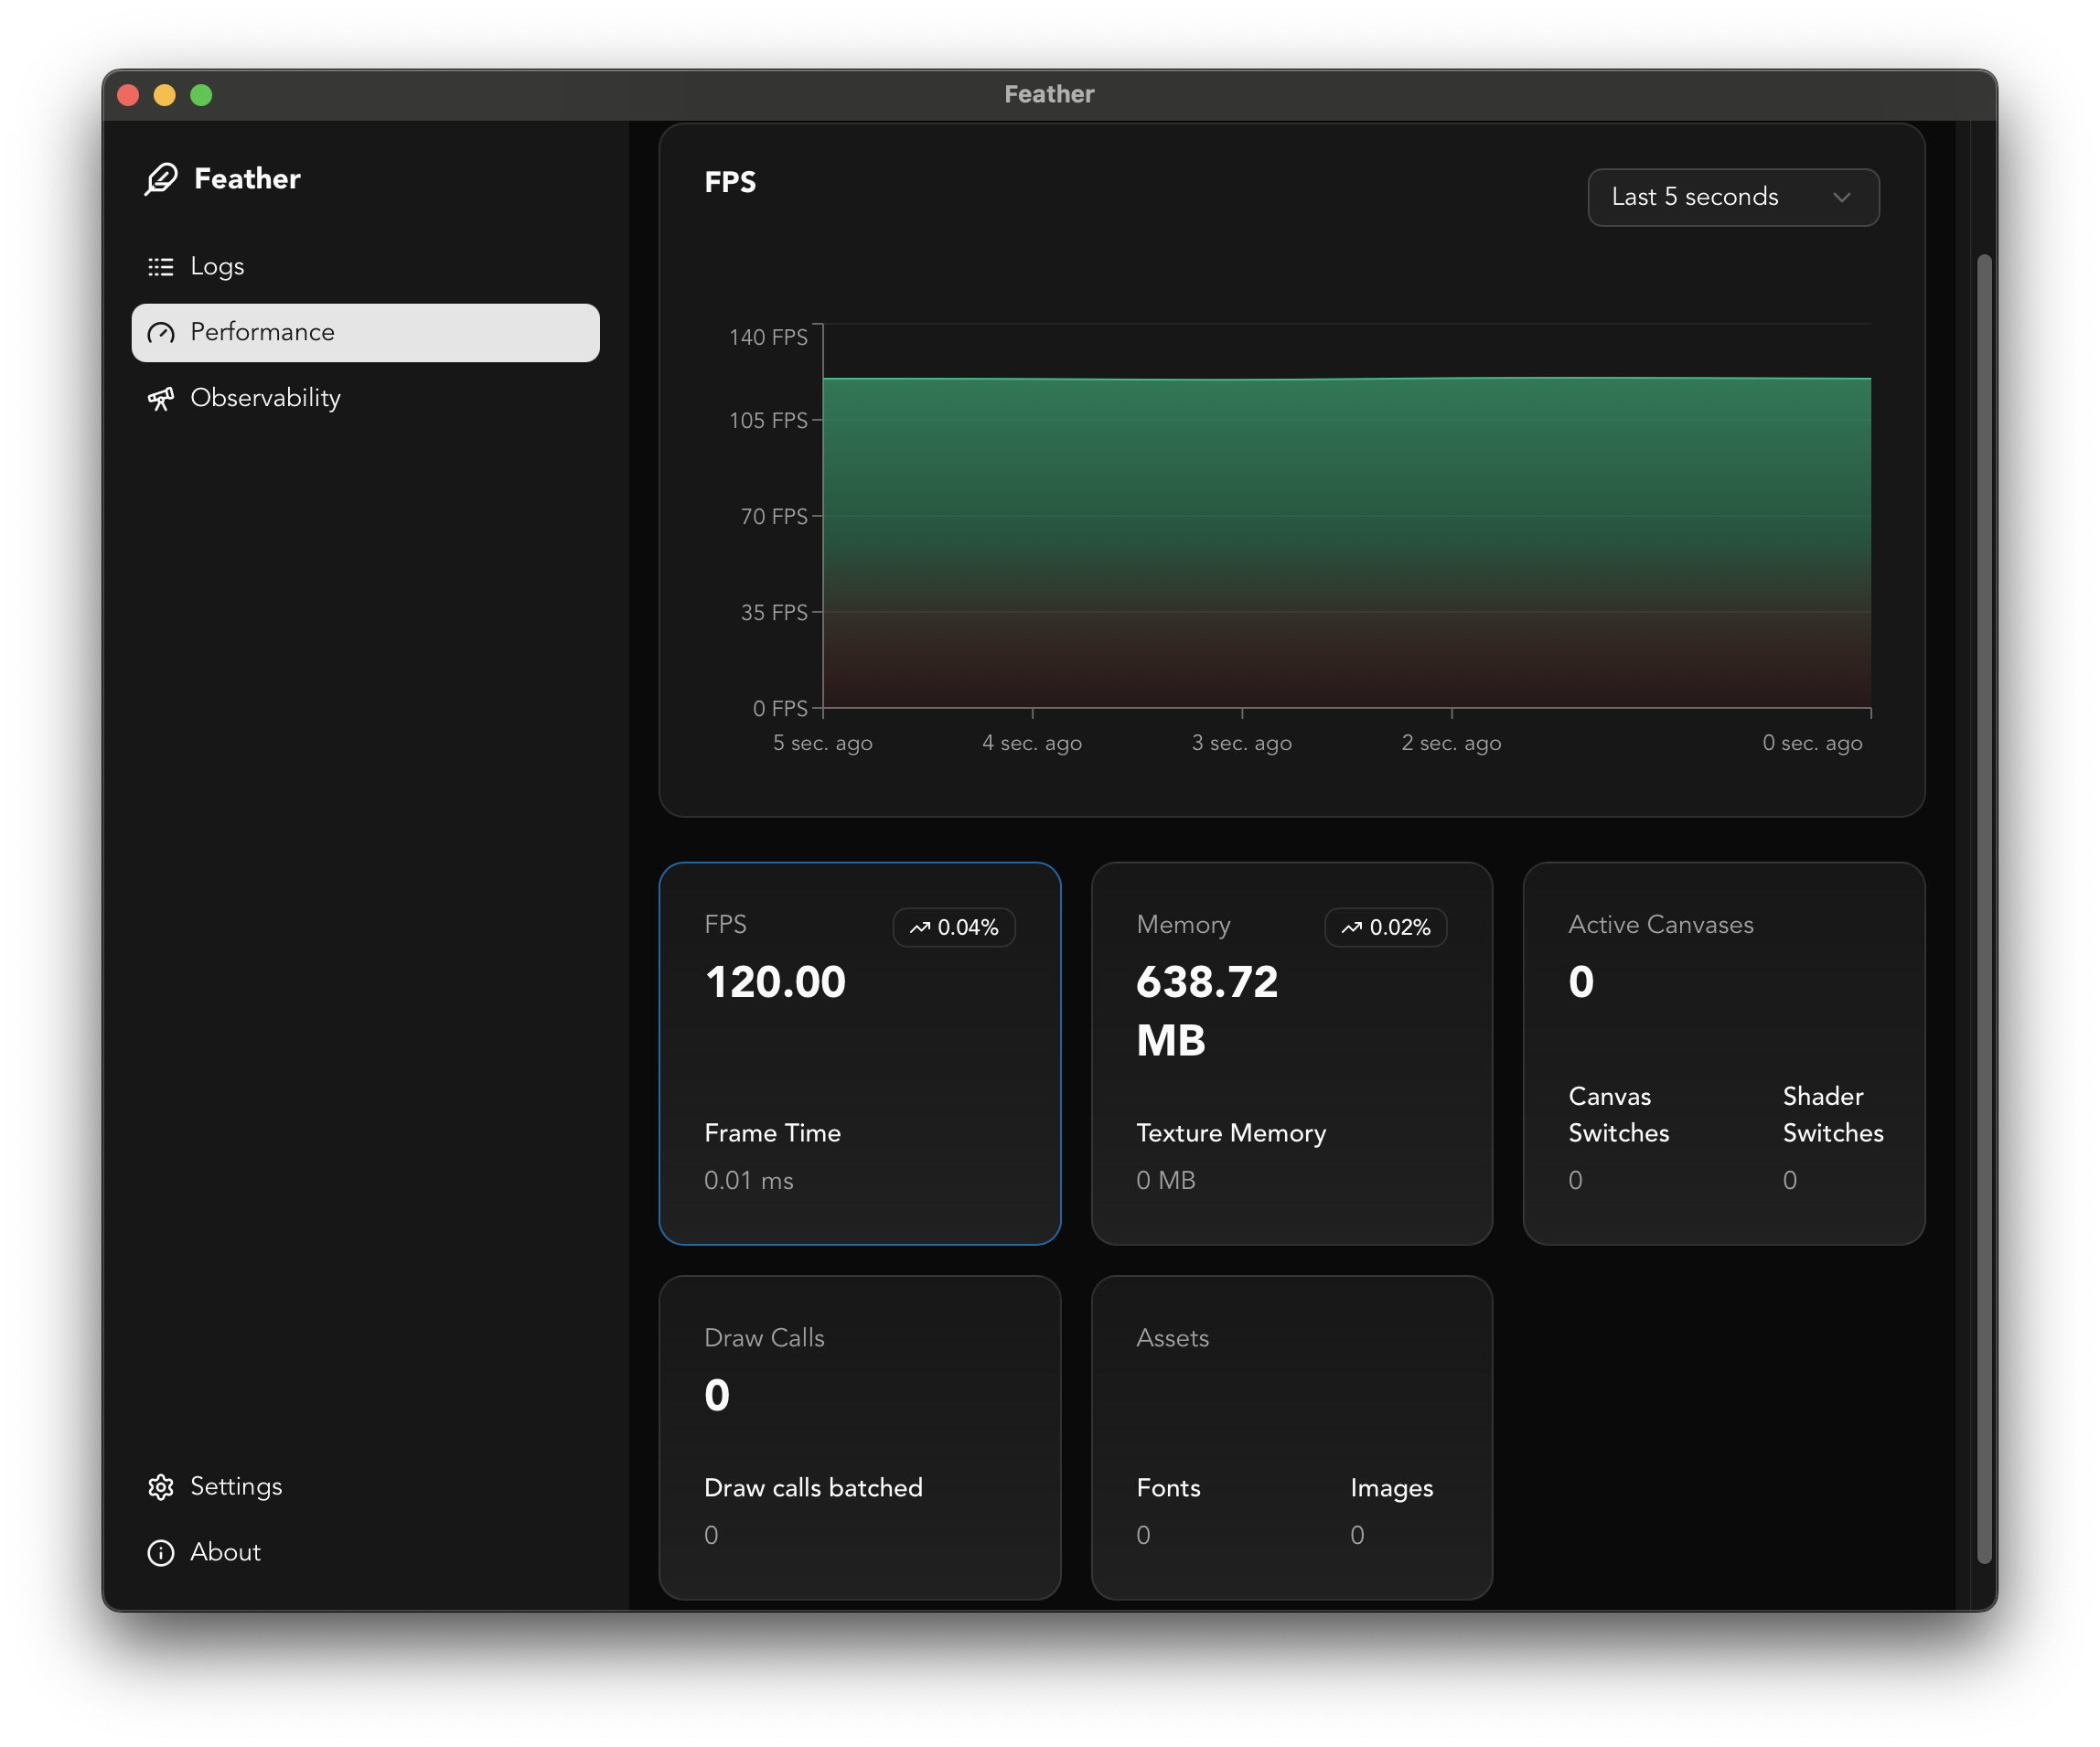 Feather
Feather
Logs
Performance
Observability
Settings
About
FPS
Last 5 seconds
140 FPS
105 FPS
70 FPS
35 FPS
0 FPS
5 sec. ago
4 sec. ago
3 sec. ago
2 sec. ago
0 sec. ago
FPS
0.04%
120.00
Frame Time
0.01 ms
Memory
0.02%
638.72
MB
Texture Memory
0 MB
Active Canvases
0
Canvas
Switches
0
Shader
Switches
0
Draw Calls
0
Draw calls batched
0
Assets
Fonts
0
Images
0